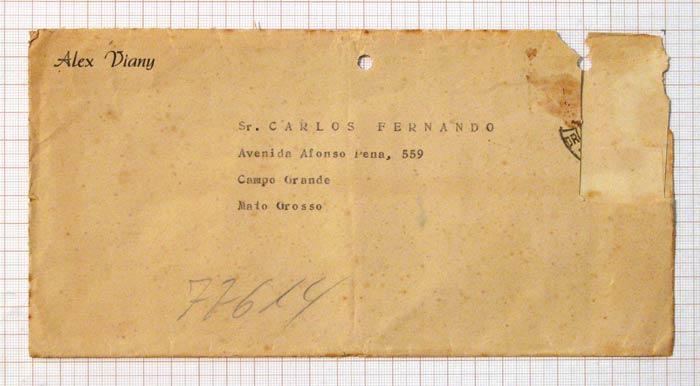 Alex Viany
Sr. CARLOS FERNANDO
Avenida Afonso Pena, 559
Campo Grande
Mato Grosso
77614